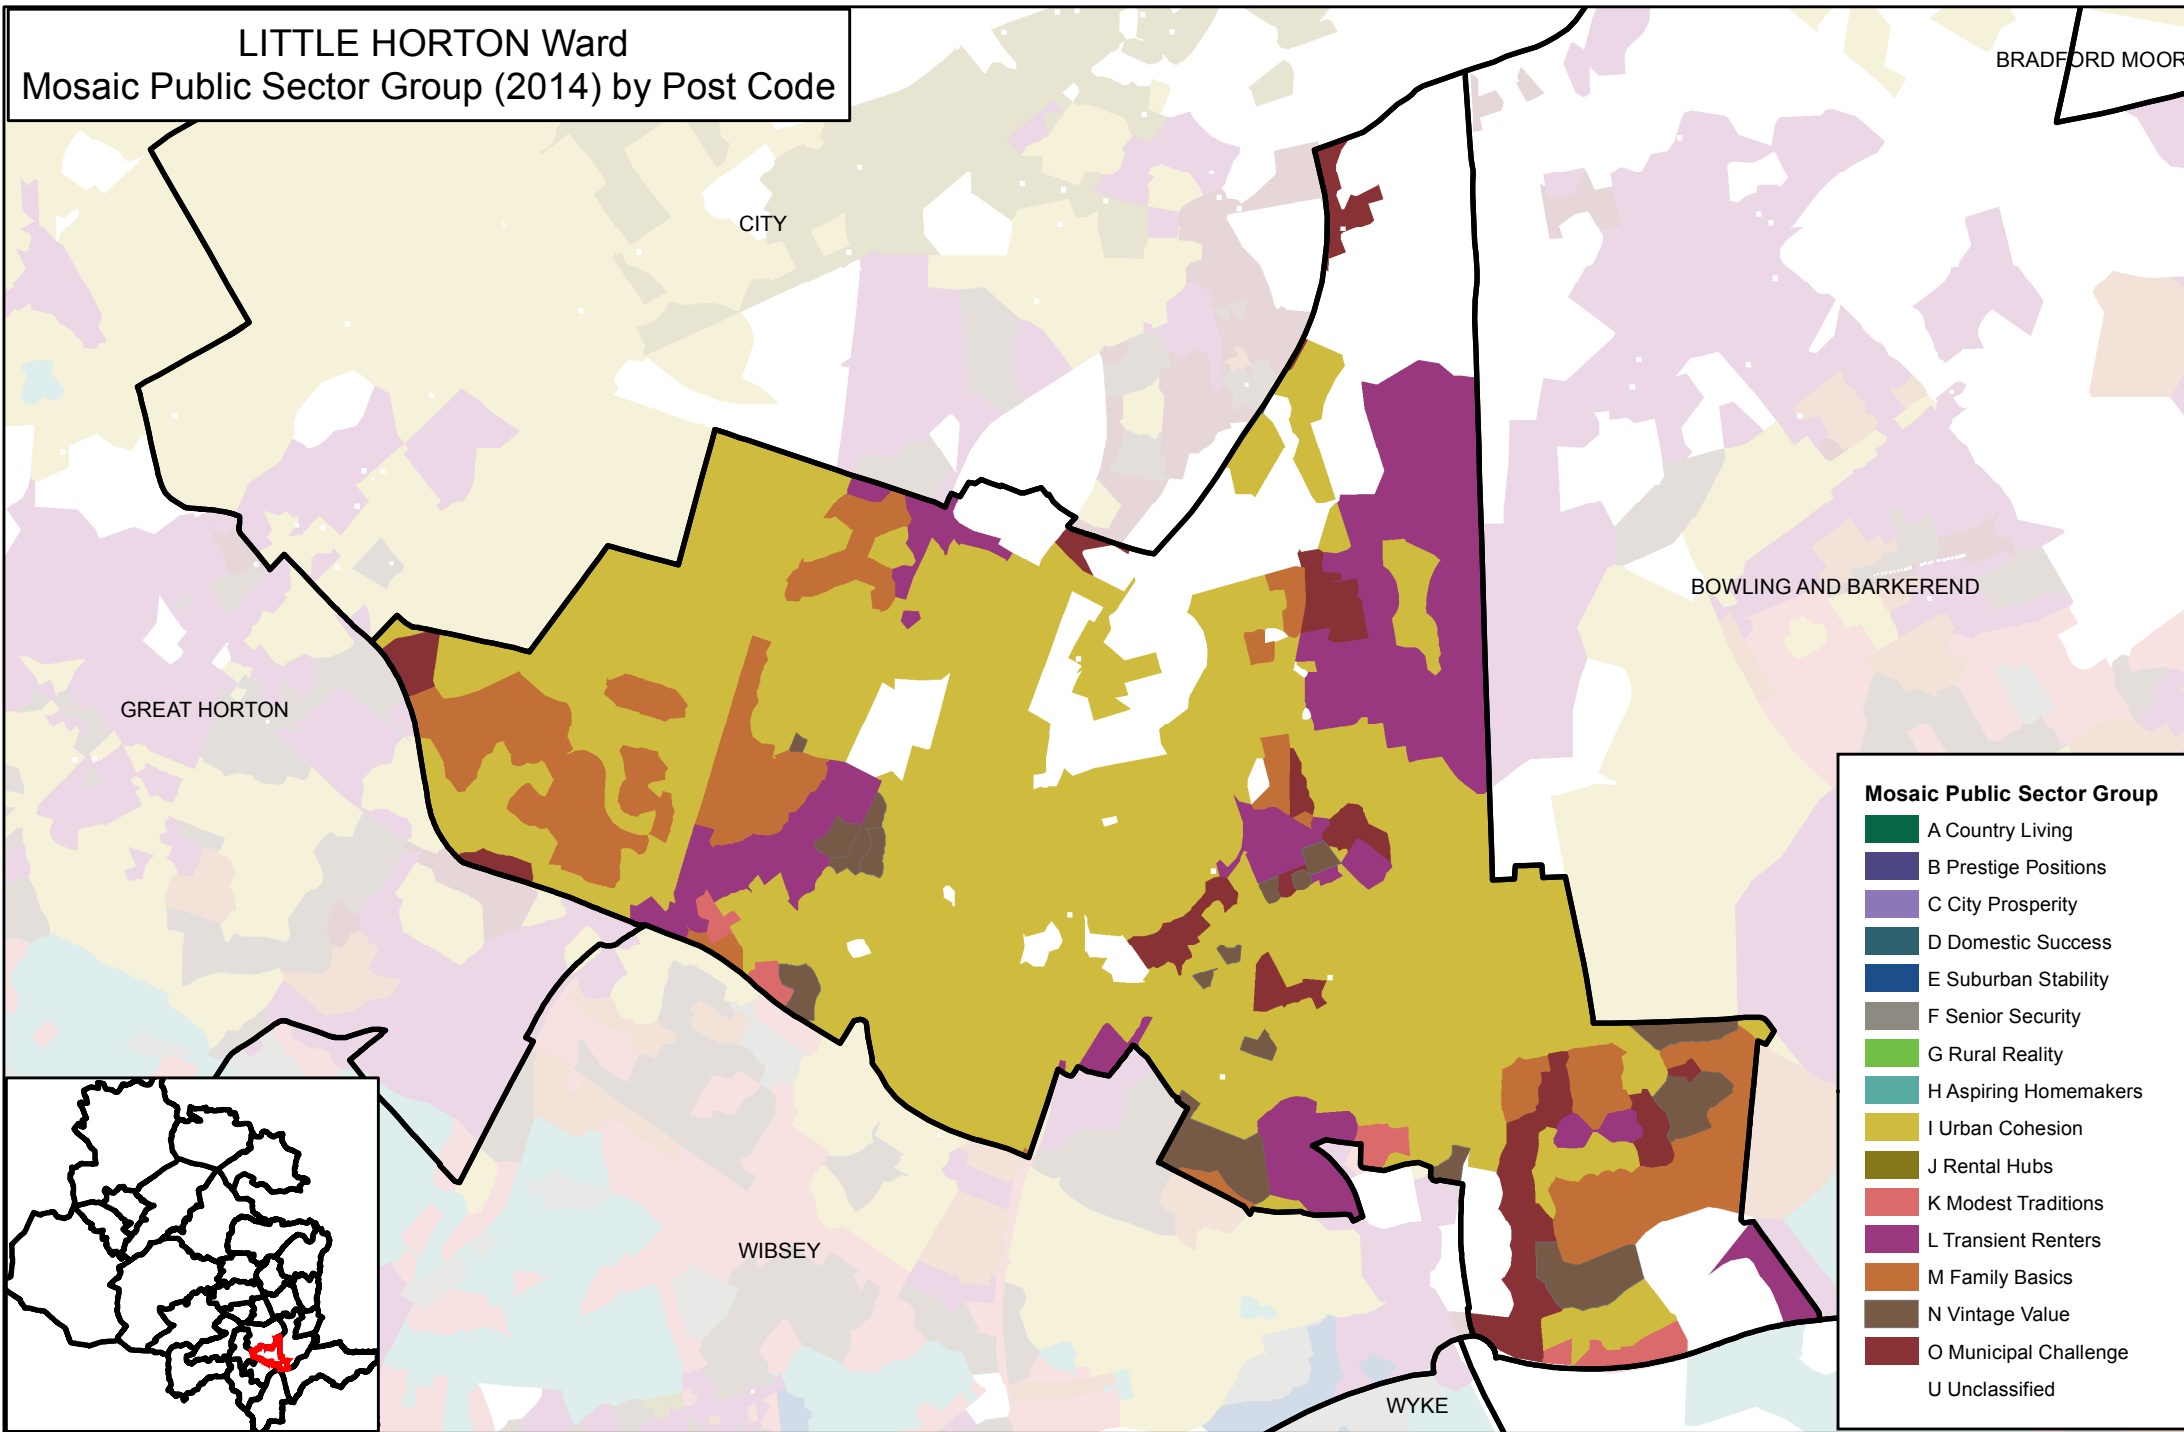 LITTLE HORTON Ward
Mosaic Public Sector Group (2014) by Post Code
BRADFORD MOOR
CITY
BOWLING AND BARKEREND
GREAT HORTON
WIBSEY
WYKE
Mosaic Public Sector Group
A Country Living
B Prestige Positions
C City Prosperity
D Domestic Success
E Suburban Stability
F Senior Security
G Rural Reality
H Aspiring Homemakers
I Urban Cohesion
J Rental Hubs
K Modest Traditions
L Transient Renters
M Family Basics
N Vintage Value
O Municipal Challenge
U Unclassified